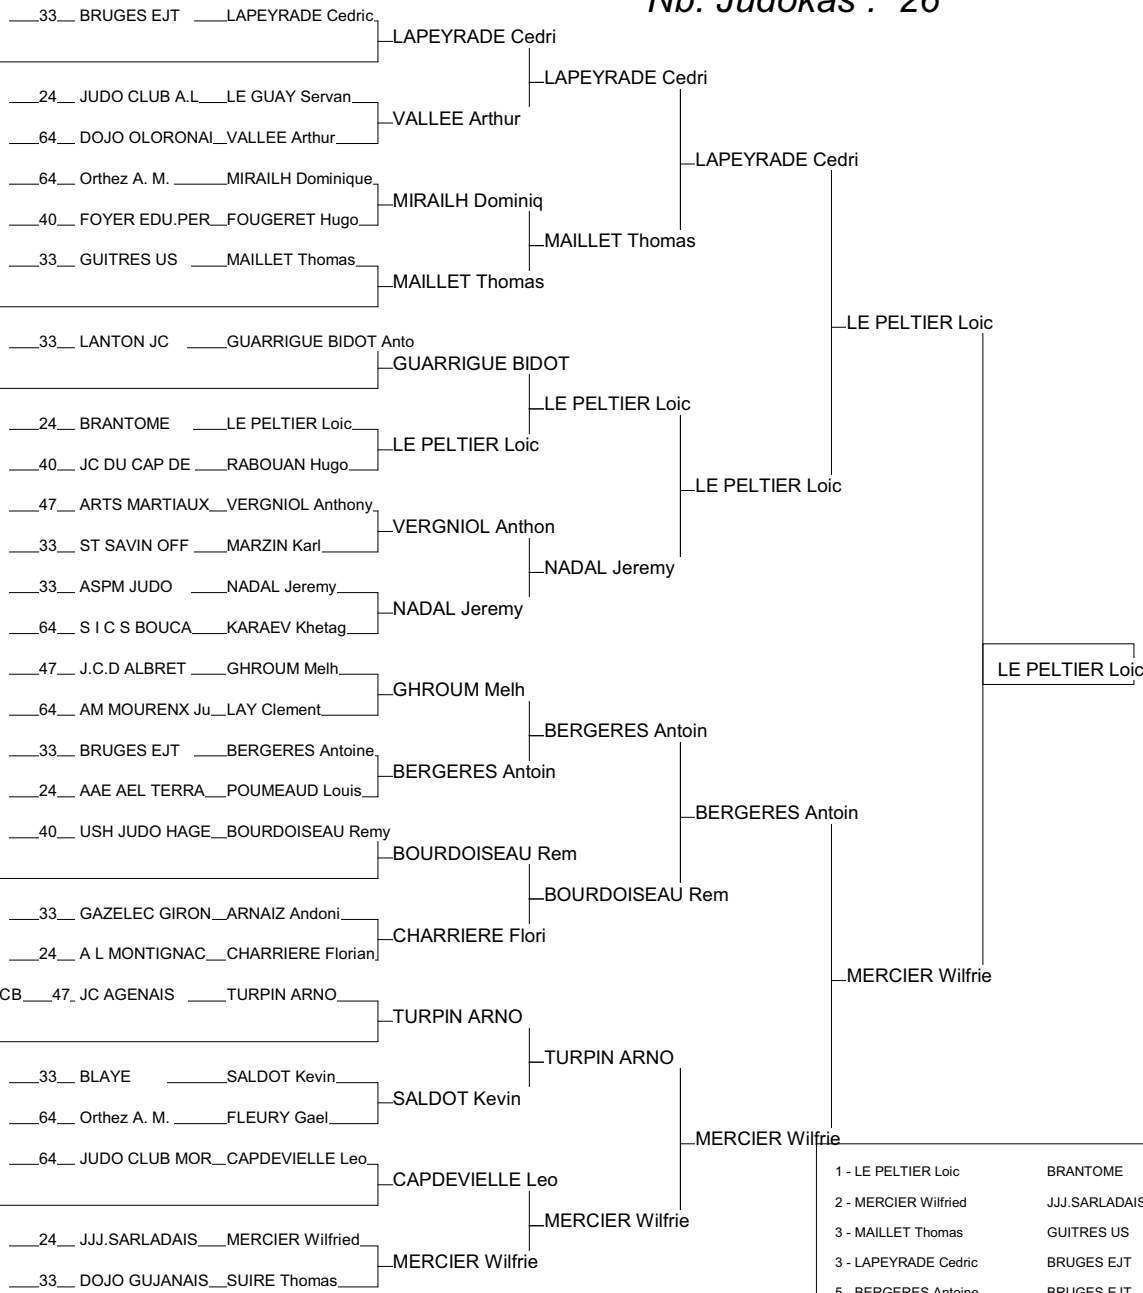 Nb. Judokas : 26
33 BRUGES EJT LAPEYRADE Cedric
LAPEYRADE Cedri
LAPEYRADE Cedri
24 JUDO CLUB A.L LE GUAY Servan
VALLEE Arthur
64 DOJO OLORONAI VALLEE Arthur
LAPEYRADE Cedri
64 Orthez A. M. MIRAILH Dominique
MIRAILH Dominiq
40 FOYER EDU.PER FOUGERET Hugo
MAILLET Thomas
33 GUITRES US MAILLET Thomas
MAILLET Thomas
LE PELTIER Loic
33 LANTON JC GUARRIGUE BIDOT Anto
GUARRIGUE BIDOT
LE PELTIER Loic
24 BRANTOME LE PELTIER Loic
LE PELTIER Loic
40 JC DU CAP DE RABOUAN Hugo
LE PELTIER Loic
47 ARTS MARTIAUX VERGNIOL Anthony
VERGNIOL Anthon
33 ST SAVIN OFF MARZIN Karl
NADAL Jeremy
33 ASPM JUDO NADAL Jeremy
NADAL Jeremy
64 S I C S BOUCA KARAEV Khetag
47 J.C.D ALBRET GHROUM Melh
LE PELTIER Loic
GHROUM Melh
64 AM MOURENX Ju LAY Clement
BERGERES Antoin
33 BRUGES EJT BERGERES Antoine
BERGERES Antoin
24 AAE AEL TERRA POUMEAUD Louis
BERGERES Antoin
40 USH JUDO HAGE BOURDOISEAU Remy
BOURDOISEAU Rem
BOURDOISEAU Rem
33 GAZELEC GIRON ARNAIZ Andoni
CHARRIERE Flori
24 A L MONTIGNAC CHARRIERE Florian
MERCIER Wilfrie
CB 47 JC AGENAIS TURPIN ARNO
TURPIN ARNO
TURPIN ARNO
33 BLAYE SALDOT Kevin
SALDOT Kevin
64 Orthez A. M. FLEURY Gael
MERCIER Wilfrie
64 JUDO CLUB MOR CAPDEVIELLE Leo
CAPDEVIELLE Leo
MERCIER Wilfrie
24 JJJ.SARLADAIS MERCIER Wilfried
MERCIER Wilfrie
33 DOJO GUJANAIS SUIRE Thomas
1 - LE PELTIER Loic BRANTOME
2 - MERCIER Wilfried JJJ.SARLADAIS
3 - MAILLET Thomas GUITRES US
3 - LAPEYRADE Cedric BRUGES EJT
5 - BERGERES Antoine BRUGES EJT